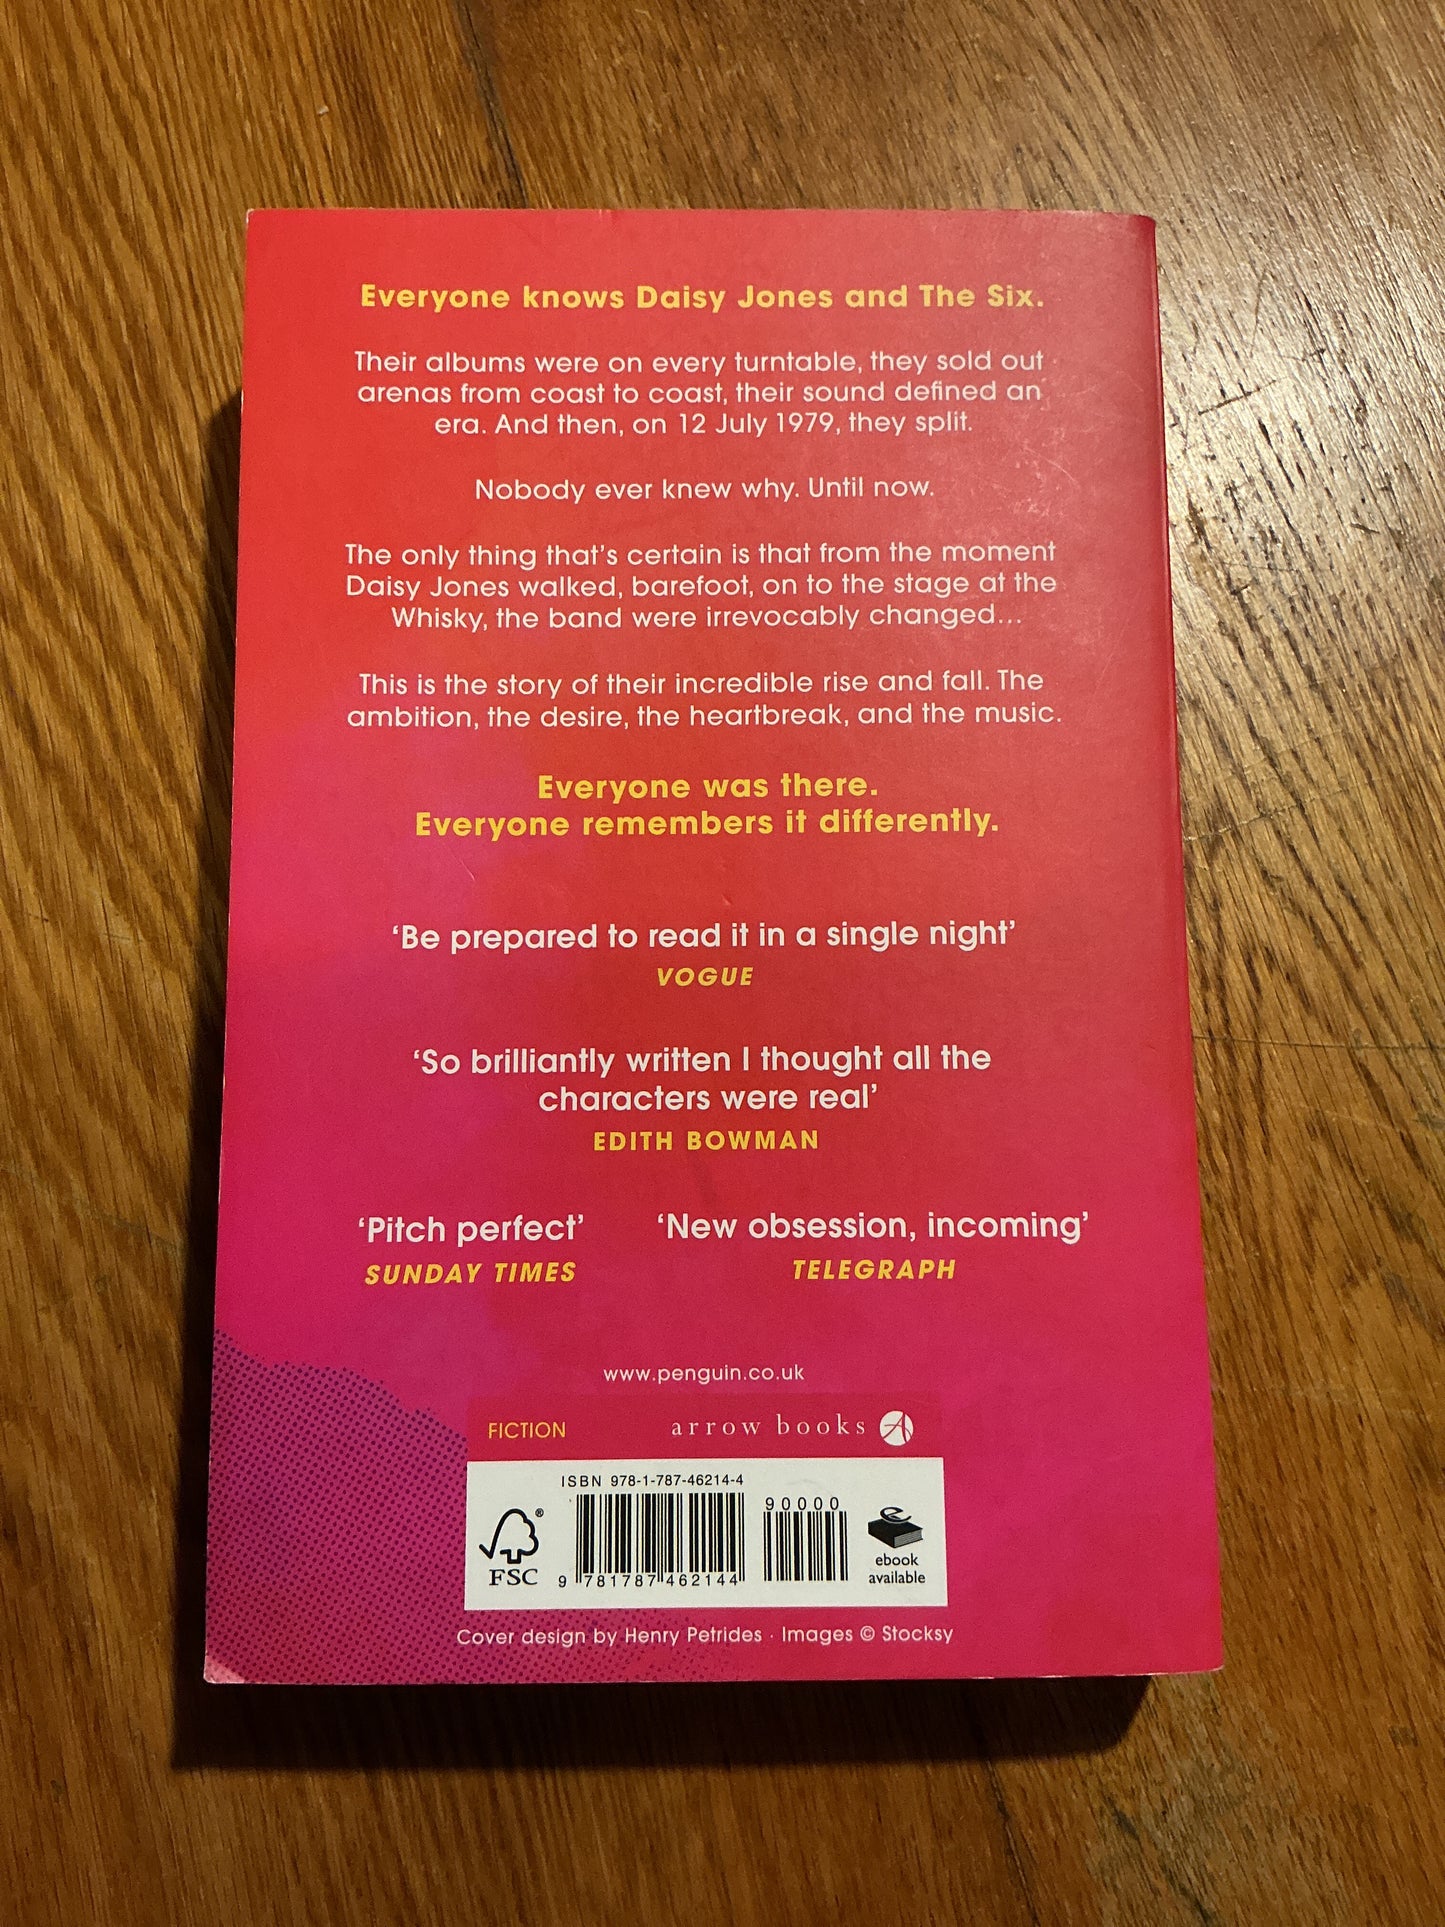 Everyone knows Daisy Jones and The Six.
Their albums were on every turntable, they sold out
arenas from coast to coast, their sound defined an
era. And then, on 12 July 1979, they split.
Nobody ever knew why. Until now.
The only thing that's certain is that from the moment
Daisy Jones walked, barefoot, on to the stage at the
Whisky, the band were irrevocably changed...
This is the story of their incredible rise and fall. The
ambition, the desire, the heartbreak, and the music.
Everyone was there.
Everyone remembers it differently.
‘Be prepared to read it in a single night’
VOGUE
‘So brilliantly written I thought all the
characters were real’
EDITH BOWMAN
‘Pitch perfect’
SUNDAY TIMES
‘New obsession, incoming’
TELEGRAPH
www.penguin.co.uk
FICTION
arrow books
ISBN 978-1-787-46214-4
90000
FSC®
9 781787 462144
ebook
available
Cover design by Henry Petrides · Images © Stocksy